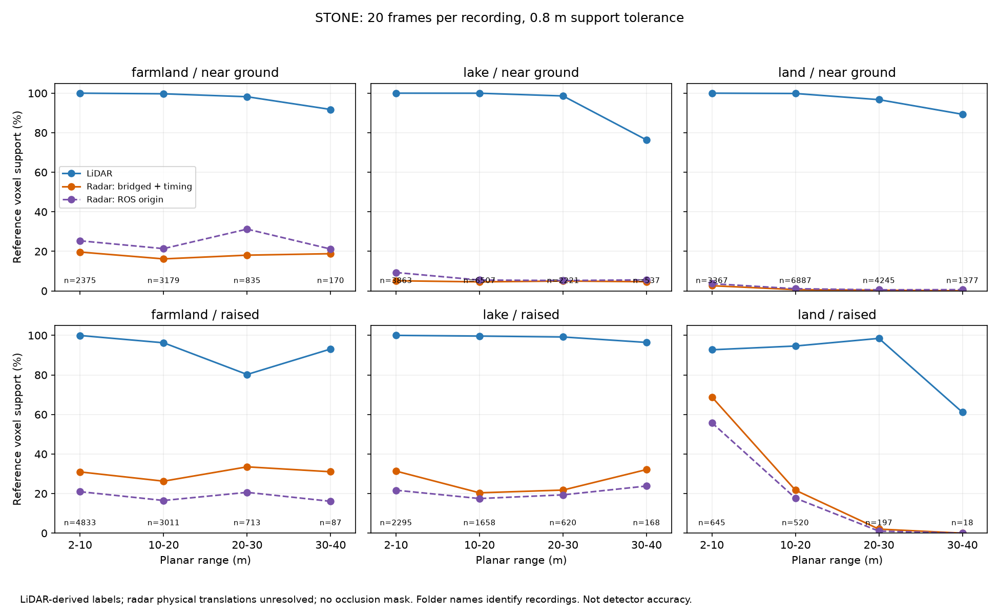 STONE: 20 frames per recording, 0.8 m support tolerance
farmland / near ground
lake / near ground
land / near ground
Reference voxel support (%)
100
80
60
40
20
0
LiDAR
Radar: bridged + timing
Radar: ROS origin
n=2375
n=3179
n=835
n=170
n=3863
n=6507
n=2221
n=537
n=3367
n=6887
n=4245
n=1377
farmland / raised
lake / raised
land / raised
Reference voxel support (%)
100
80
60
40
20
0
n=4833
n=3011
n=713
n=87
n=2295
n=1658
n=620
n=168
n=645
n=520
n=197
n=18
2-10
10-20
20-30
30-40
2-10
10-20
20-30
30-40
2-10
10-20
20-30
30-40
Planar range (m)
Planar range (m)
Planar range (m)
LiDAR-derived labels; radar physical translations unresolved; no occlusion mask. Folder names identify recordings. Not detector accuracy.